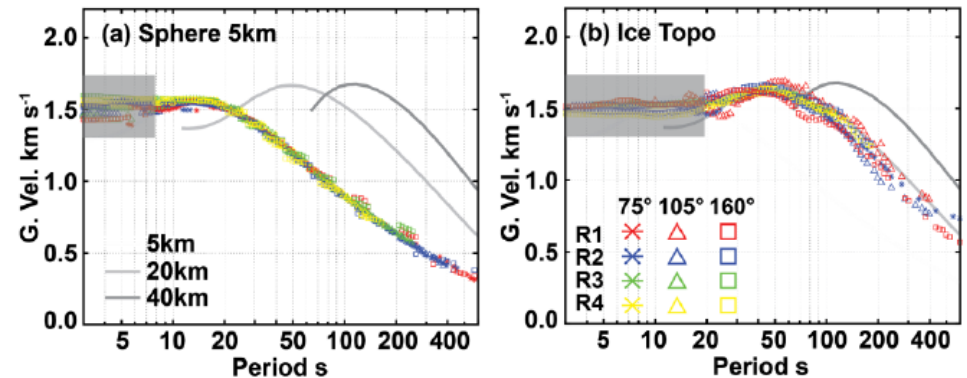 (a) Sphere 5km
(b) Ice Topo
G. Vel. km s⁻¹
2.0
1.5
1.0
0.5
0.0
5km
20km
40km
5 10 20 50 100 200 400
Period s
G. Vel. km s⁻¹
2.0
1.5
1.0
0.5
0.0
75° 105° 160°
R1
R2
R3
R4
5 10 20 50 100 200 400
Period s